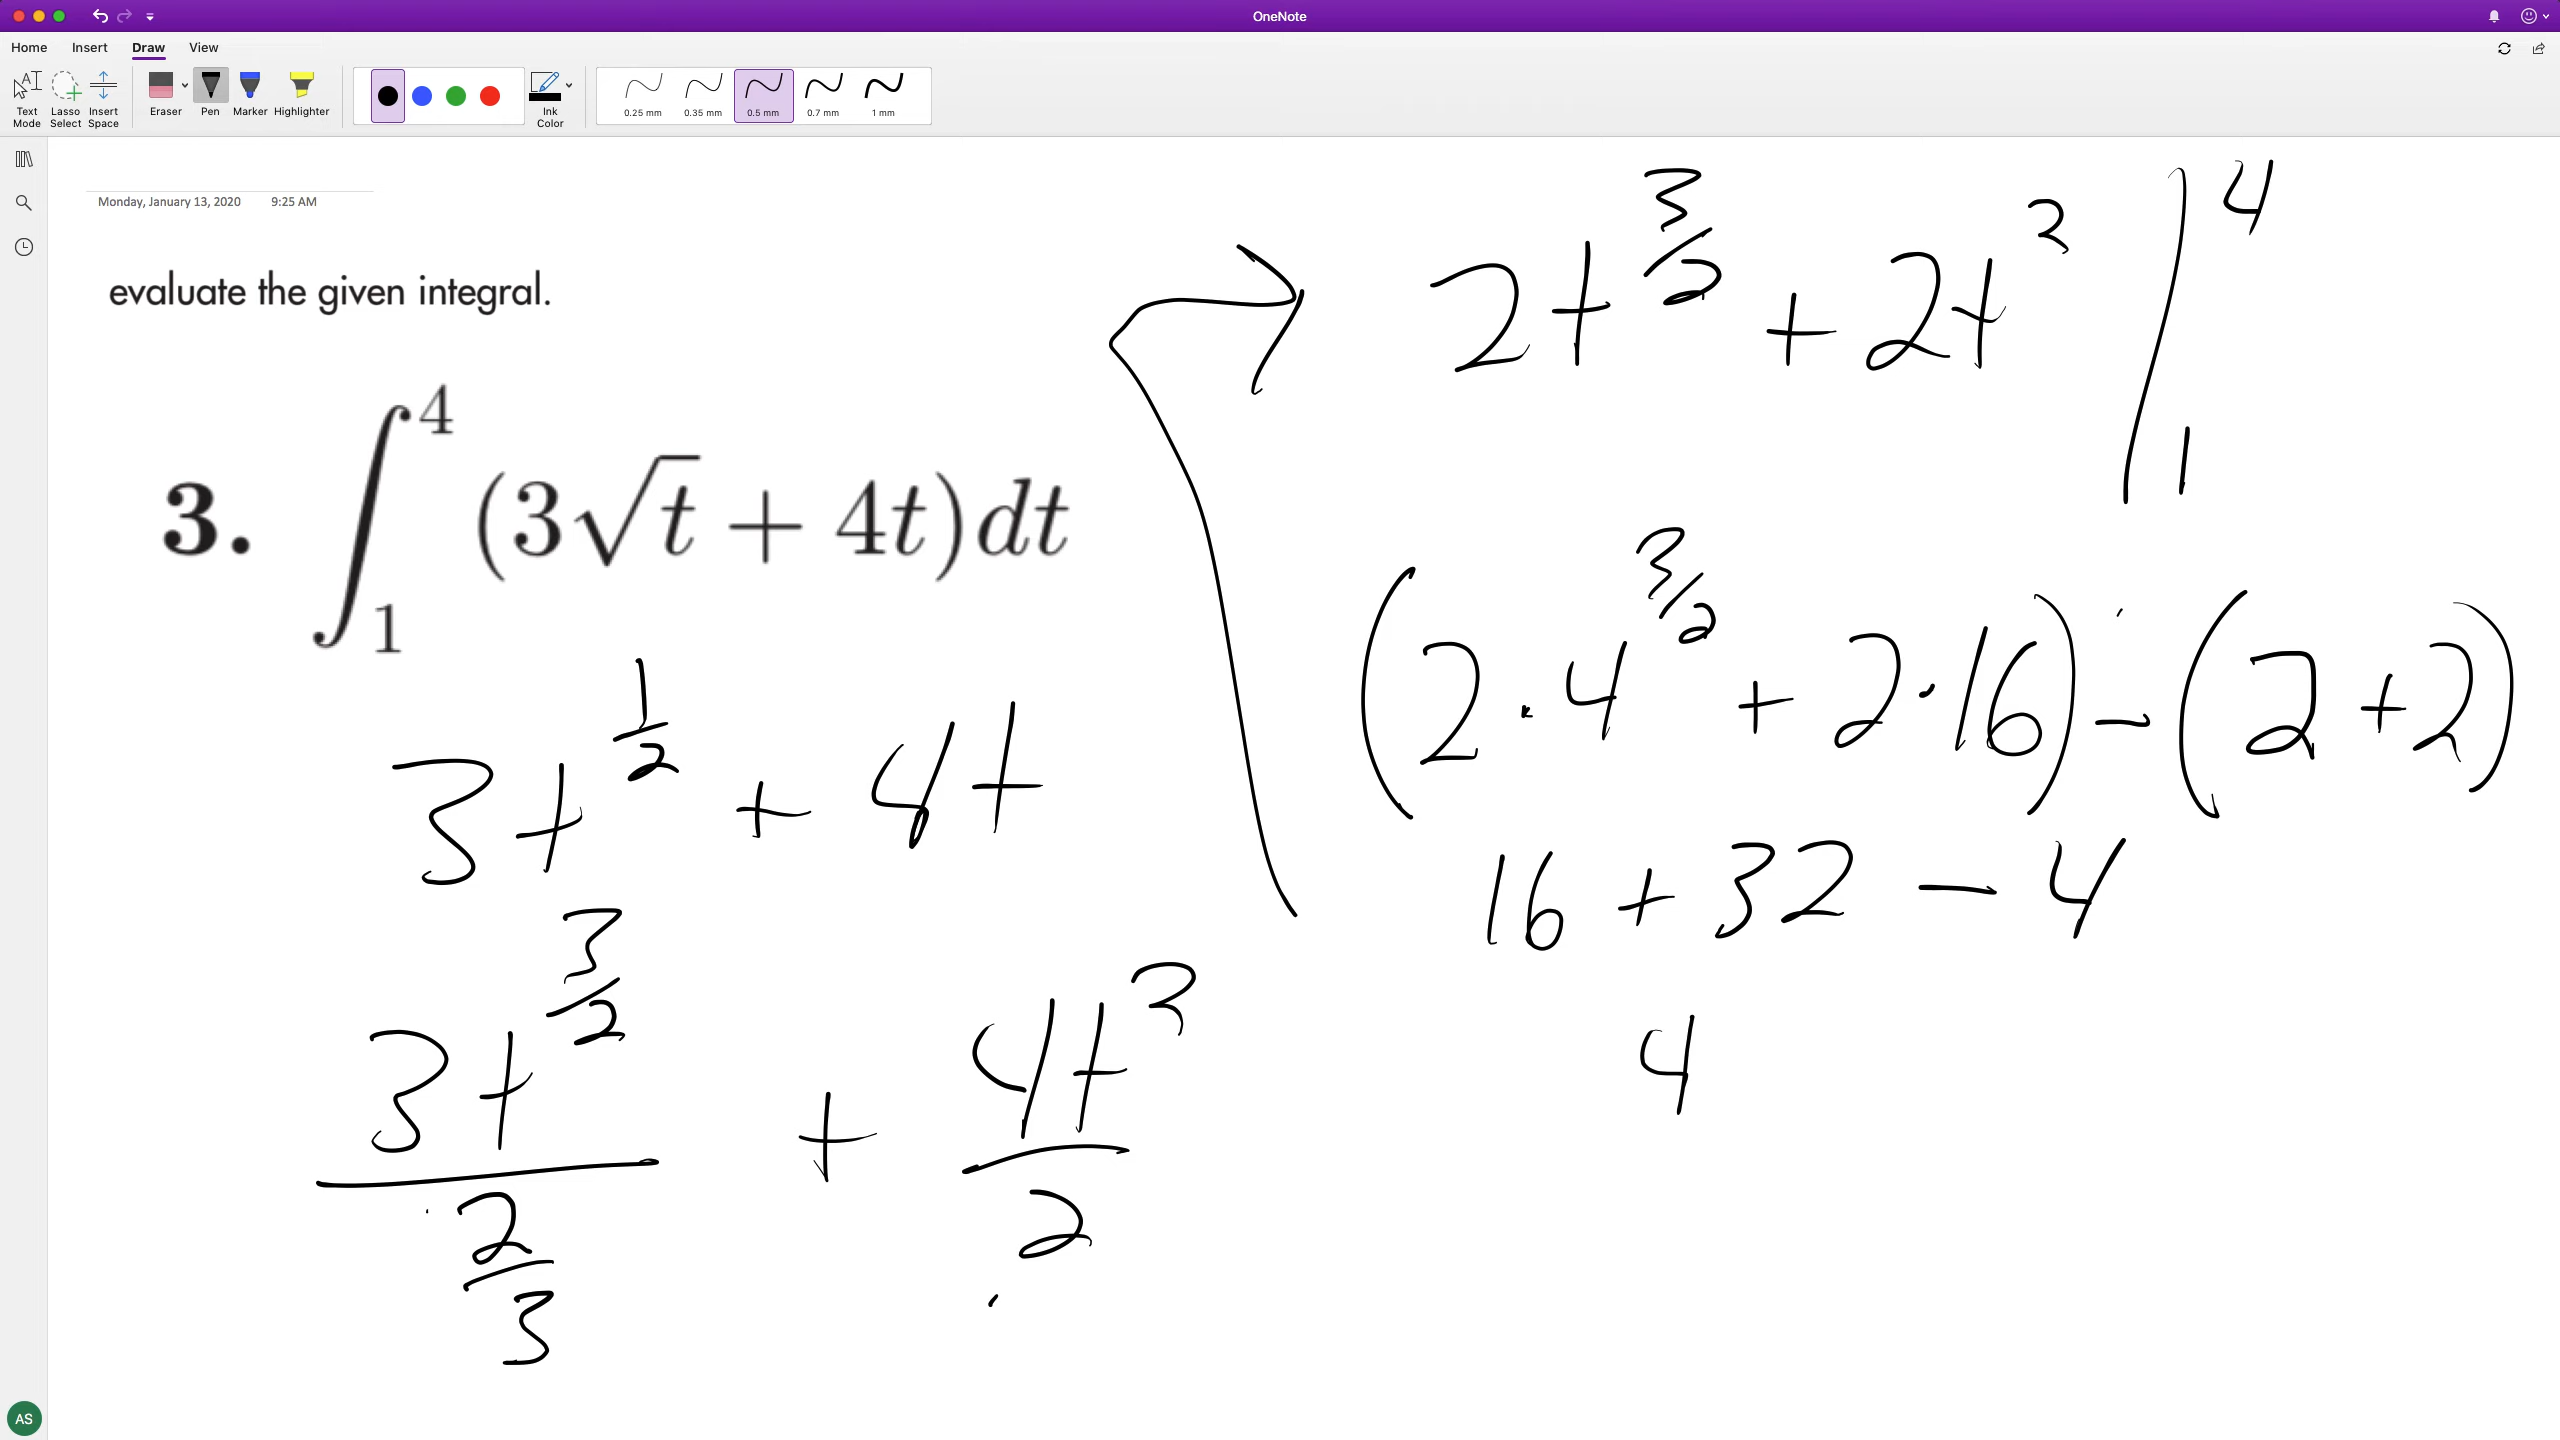 OneNote
Home Insert Draw View
Text Mode
Lasso Select
Insert Space
Eraser
Pen
Marker
Highlighter
Ink Color
0.25 mm
0.35 mm
0.5 mm
0.7 mm
1 mm
Monday, January 13, 2020 9:25 AM
evaluate the given integral.
3. ∫₁⁴ (3√t + 4t)dt
3t^(1/2) + 4t
3t^(3/2) / (2/3) + 4t^2 / 2
2t^(3/2) + 2t^2 |₁⁴
(2·4^(3/2) + 2·16) - (2+2)
16 + 32 - 4
4
AS